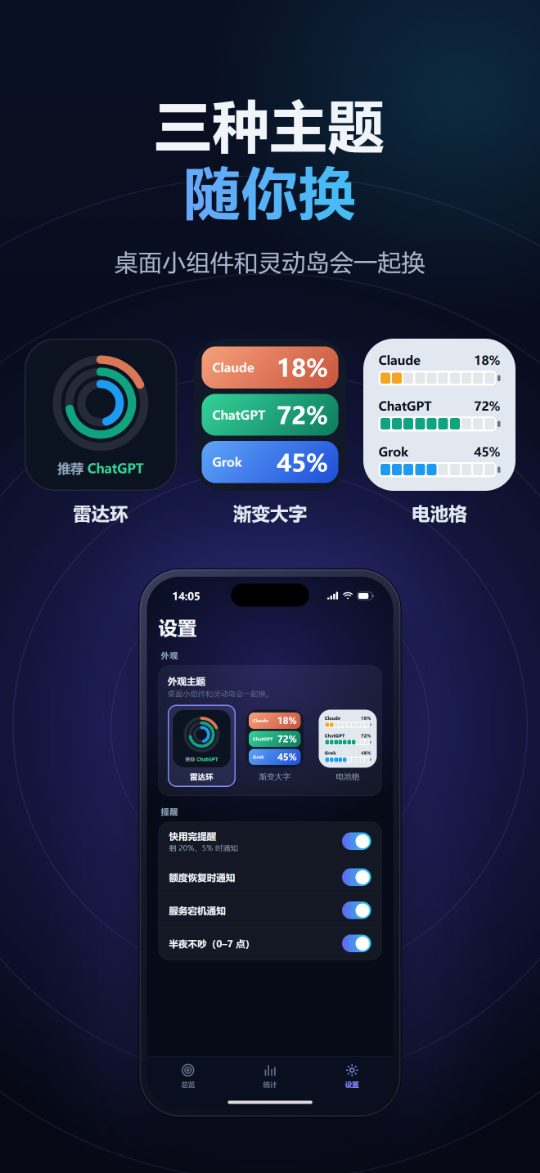 三种主题
随你换
桌面小组件和灵动岛会一起换
推荐 ChatGPT
雷达环
Claude 18%
ChatGPT 72%
Grok 45%
渐变大字
Claude 18%
ChatGPT 72%
Grok 45%
电池格
14:05
设置
外观
外观主题
桌面小组件和灵动岛会一起换。
推荐 ChatGPT
雷达环
Claude 18%
ChatGPT 72%
Grok 45%
渐变大字
Claude 18%
ChatGPT 72%
Grok 45%
电池格
提醒
快用完提醒
剩 20%、5% 时通知
额度恢复时通知
服务宕机通知
半夜不吵（0–7 点）
总览
统计
设置